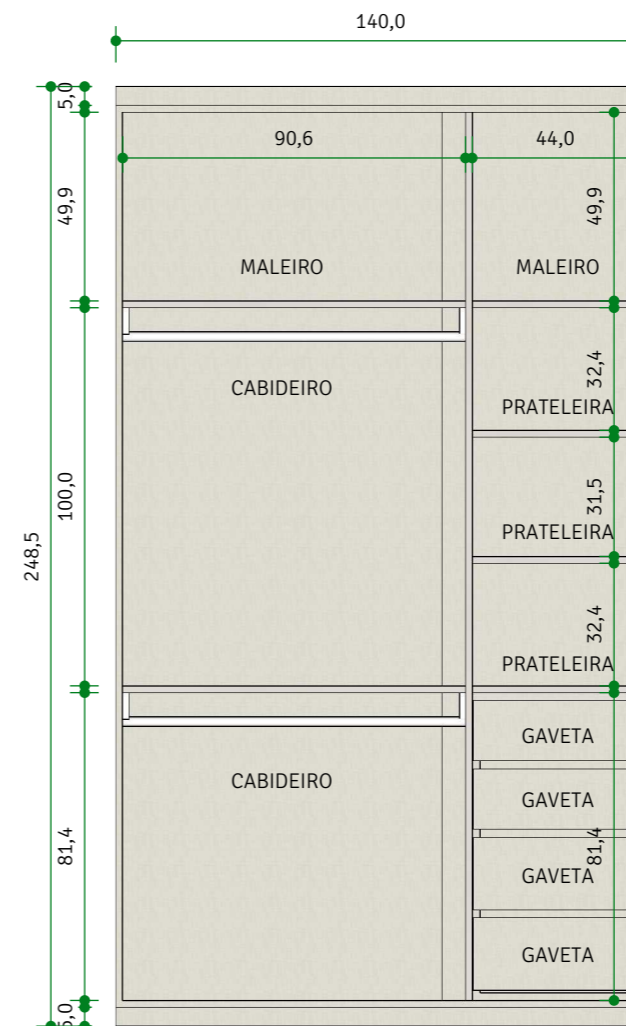 140,0
5,0
90,6
44,0
49,9
49,9
MALEIRO
MALEIRO
32,4
CABIDEIRO
PRATELEIRA
100,0
31,5
PRATELEIRA
248,5
32,4
PRATELEIRA
GAVETA
CABIDEIRO
GAVETA
81,4
81,4
GAVETA
GAVETA